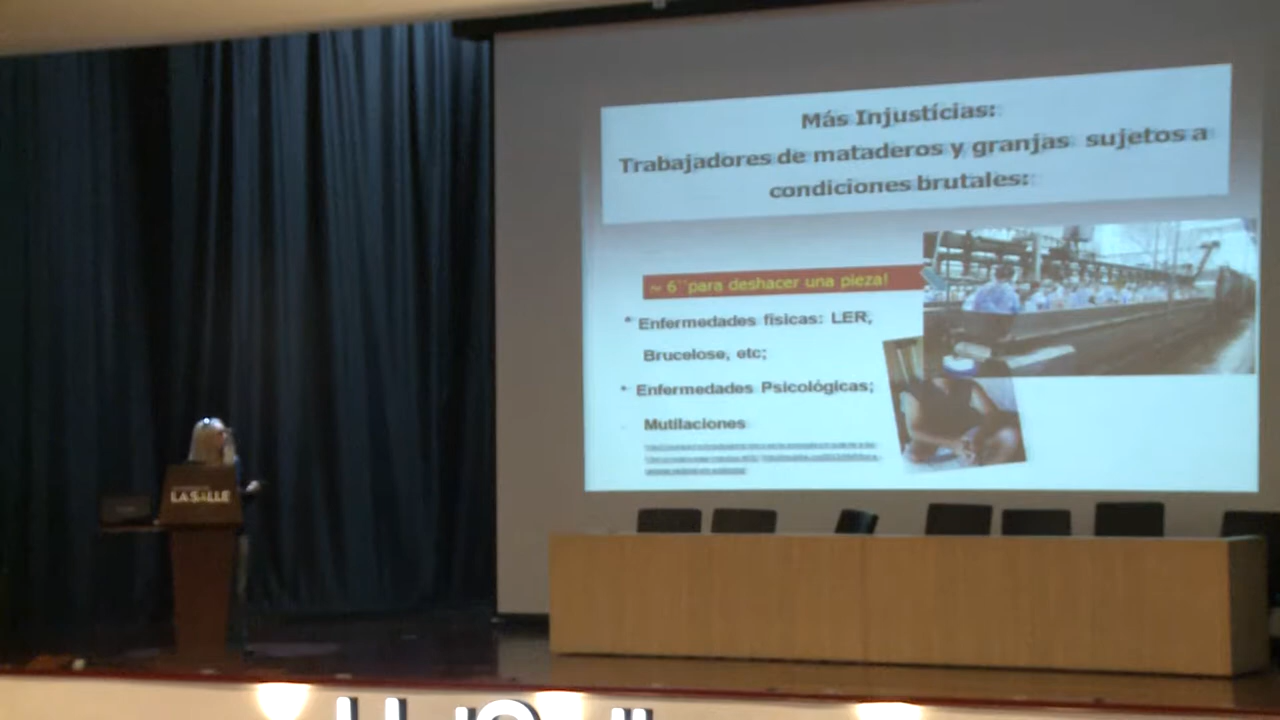 Más Injustícias:
Trabajadores de mataderos y granjas sujetos a
condiciones brutales:
~ 6'' para deshacer una pieza!
* Enfermedades físicas: LER,
Brucelose, etc;
* Enfermedades Psicológicas;
Mutilaciones
LA SALLE